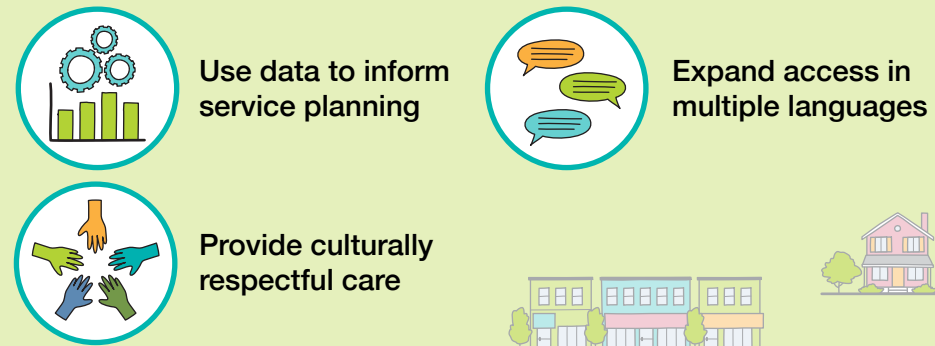 Use data to inform
service planning
Expand access in
multiple languages
Provide culturally
respectful care